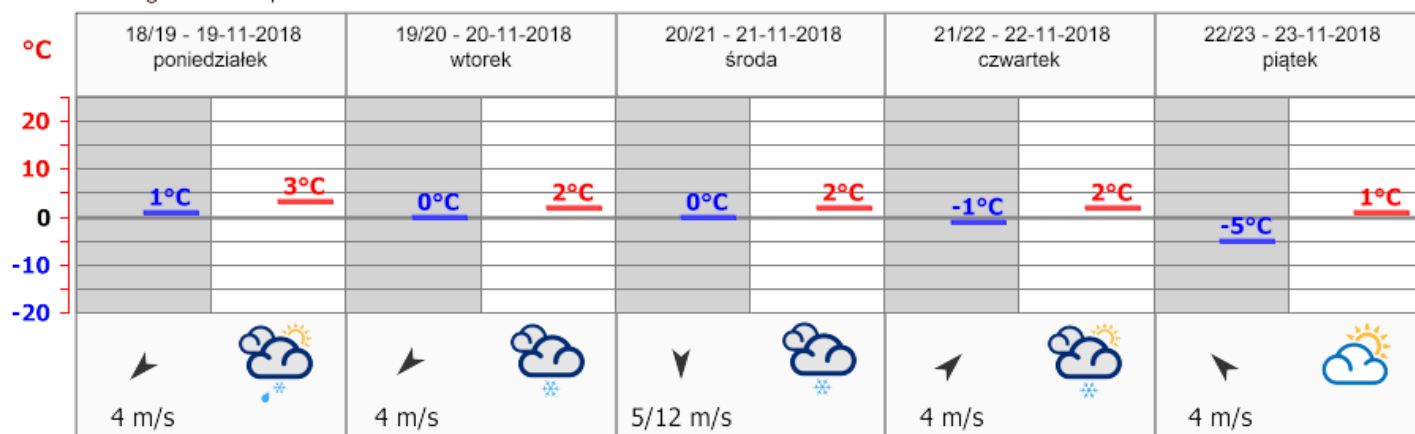 °C
18/19 - 19-11-2018
poniedziałek
19/20 - 20-11-2018
wtorek
20/21 - 21-11-2018
środa
21/22 - 22-11-2018
czwartek
22/23 - 23-11-2018
piątek
20
10
0
-10
-20
1°C
3°C
0°C
2°C
0°C
2°C
-1°C
2°C
-5°C
1°C
4 m/s
4 m/s
5/12 m/s
4 m/s
4 m/s